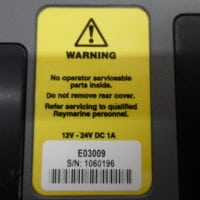 WARNING
No operator serviceable
parts inside.
Do not remove rear cover.
Refer servicing to qualified
Raymarine personnel.
12V - 24V DC 1A
E03009
S/N: 1060196